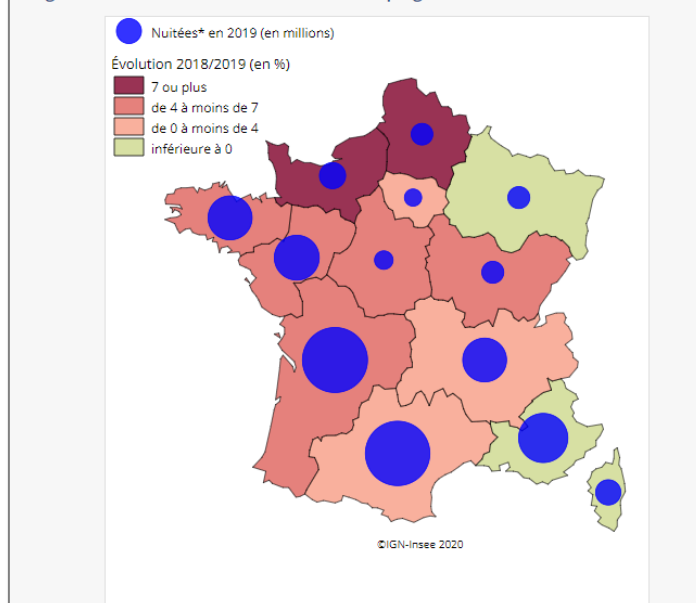 Nuitées* en 2019 (en millions)
Évolution 2018/2019 (en %)
7 ou plus
de 4 à moins de 7
de 0 à moins de 4
inférieure à 0
©IGN-Insee 2020